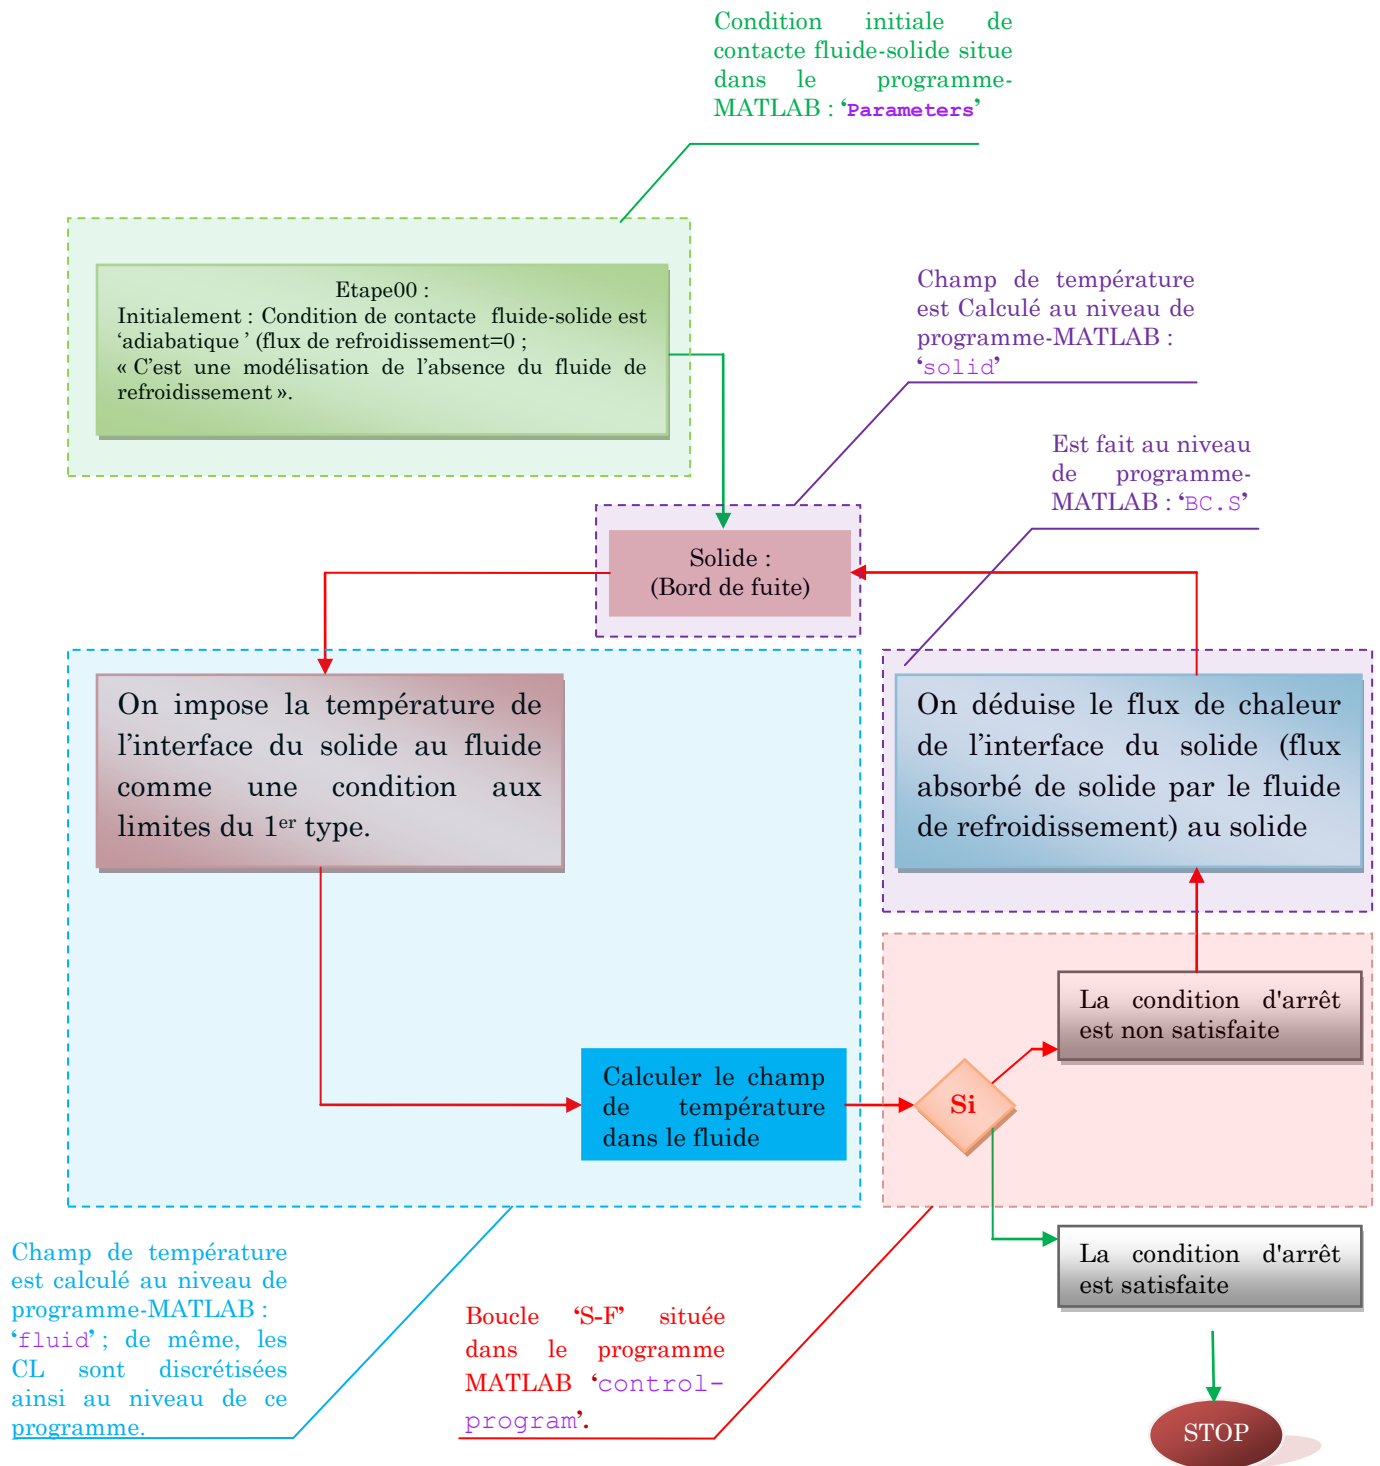 Condition initiale de
contacte fluide-solide situe
dans le programme-
MATLAB : ‘Parameters’
Etape00 :
Initialement : Condition de contacte fluide-solide est
‘adiabatique ’ (flux de refroidissement=0 ;
« C’est une modélisation de l’absence du fluide de
refroidissement ».
Champ de température
est Calculé au niveau de
programme-MATLAB :
‘solid’
Est fait au niveau
de programme-
MATLAB : ‘BC.S’
Solide :
(Bord de fuite)
On impose la température de
l’interface du solide au fluide
comme une condition aux
limites du 1er type.
On déduise le flux de chaleur
de l’interface du solide (flux
absorbé de solide par le fluide
de refroidissement) au solide
La condition d'arrêt
est non satisfaite
Calculer le champ
de température
dans le fluide
Si
La condition d'arrêt
est satisfaite
Champ de température
est calculé au niveau de
programme-MATLAB :
‘fluid’ ; de même, les
CL sont discrétisées
ainsi au niveau de ce
programme.
Boucle ‘S-F’ située
dans le programme
MATLAB ‘control-
program’.
STOP